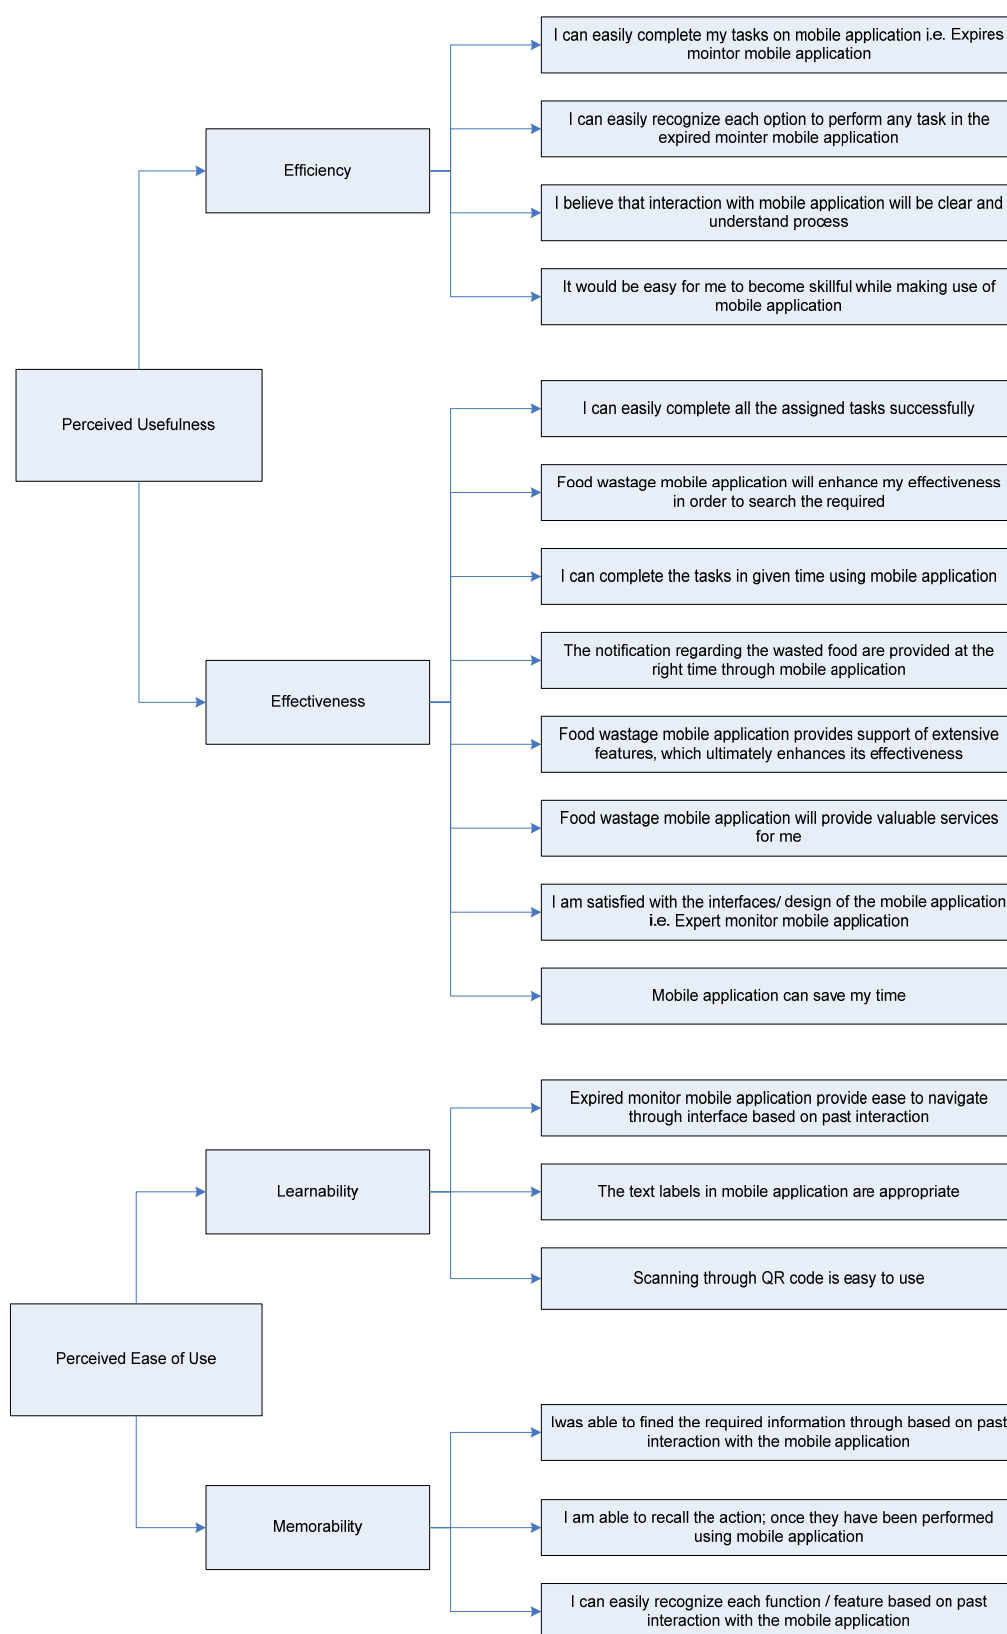 I can easily complete my tasks on mobile application i.e. Expires
mointor mobile application
I can easily recognize each option to perform any task in the
expired mointer mobile application
Efficiency
I believe that interaction with mobile application will be clear and
understand process
It would be easy for me to become skillful while making use of
mobile application
Perceived Usefulness
I can easily complete all the assigned tasks successfully
Food wastage mobile application will enhance my effectiveness
in order to search the required
I can complete the tasks in given time using mobile application
The notification regarding the wasted food are provided at the
right time through mobile application
Effectiveness
Food wastage mobile application provides support of extensive
features, which ultimately enhances its effectiveness
Food wastage mobile application will provide valuable services
for me
I am satisfied with the interfaces/ design of the mobile application
i.e. Expert monitor mobile application
Mobile application can save my time
Expired monitor mobile application provide ease to navigate
through interface based on past interaction
Learnability
The text labels in mobile application are appropriate
Scanning through QR code is easy to use
Perceived Ease of Use
Iwas able to fined the required information through based on past
interaction with the mobile application
Memorability
I am able to recall the action; once they have been performed
using mobile application
I can easily recognize each function / feature based on past
interaction with the mobile application